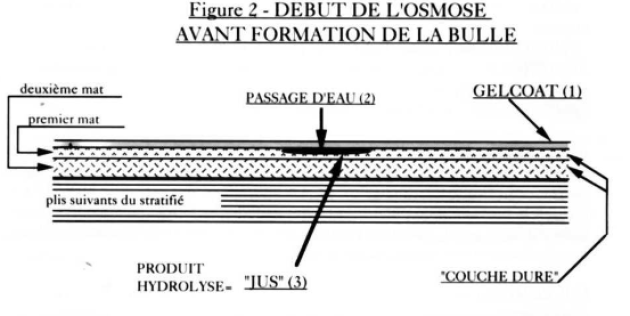 Figure 2 - DEBUT DE L'OSMOSE
AVANT FORMATION DE LA BULLE
deuxième mat
premier mat
PASSAGE D'EAU (2)
GELCOAT (1)
plis suivants du stratifié
PRODUIT
HYDROLYSE= "JUS" (3)
"COUCHE DURE"